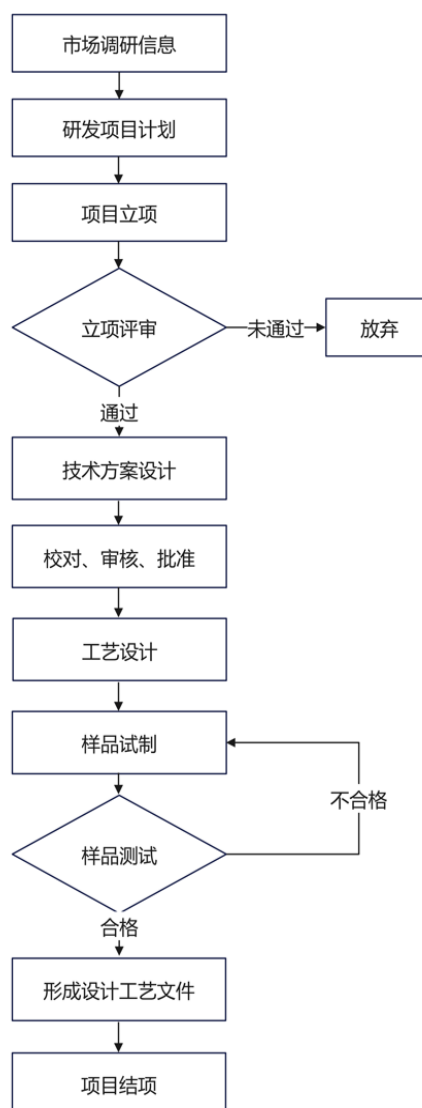 市场调研信息
研发项目计划
项目立项
立项评审
未通过
放弃
通过
技术方案设计
校对、审核、批准
工艺设计
样品试制
不合格
样品测试
合格
形成设计工艺文件
项目结项